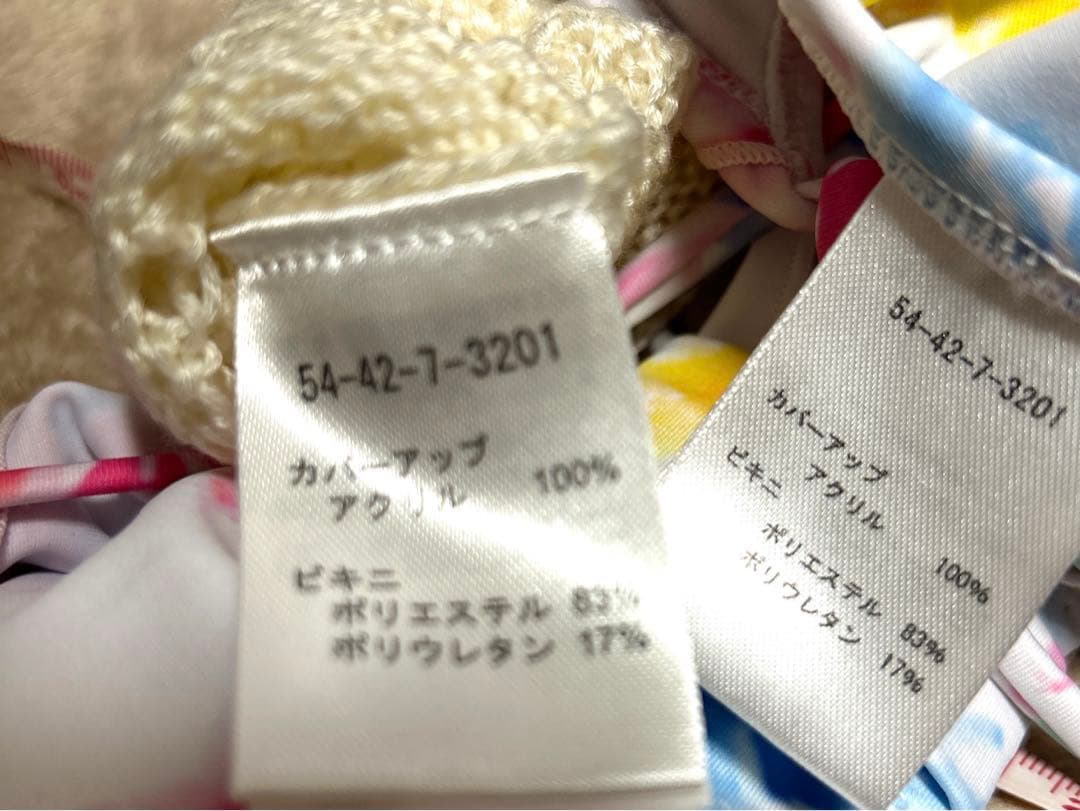 54-42-7-3201
カバーアップ
アクリル 100%
ビキニ
ポリエステル 83%
ポリウレタン 17%
54-42-7-3201
カバーアップ
アクリル 100%
ビキニ
ポリエステル 83%
ポリウレタン 17%